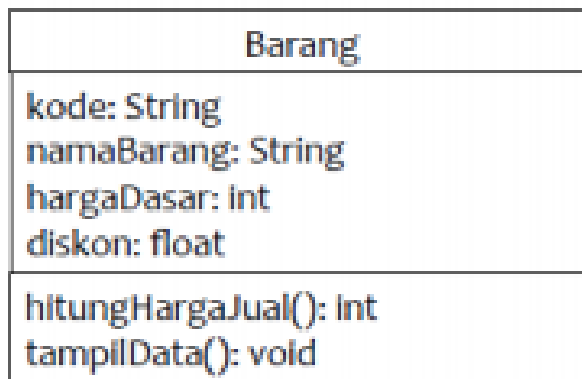 Barang
kode: String
namaBarang: String
hargaDasar: int
diskon: float
hitungHargaJual(): int
tampilData(): void